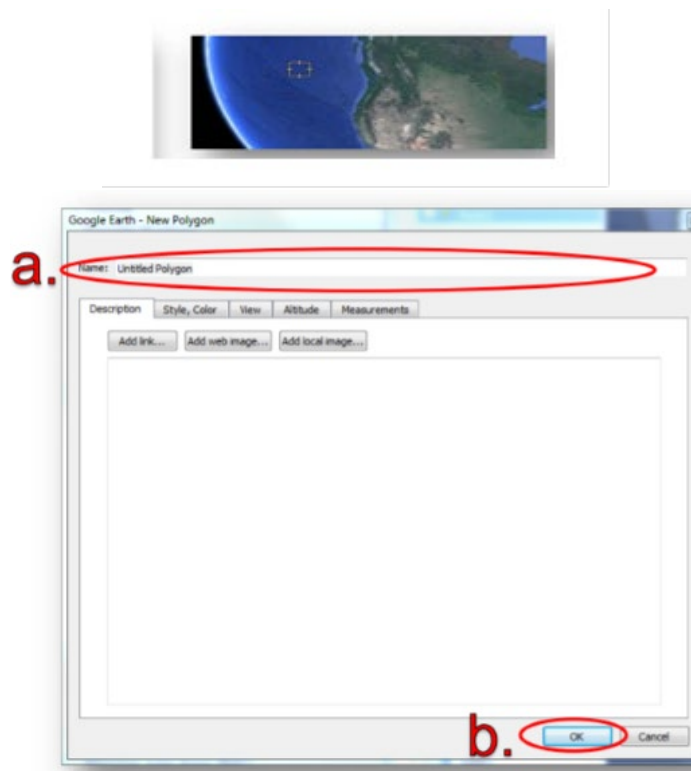 Google Earth - New Polygon
a.
Name: Untitled Polygon
Description Style, Color View Altitude Measurements
Add link... Add web image... Add local image...
b.
OK Cancel